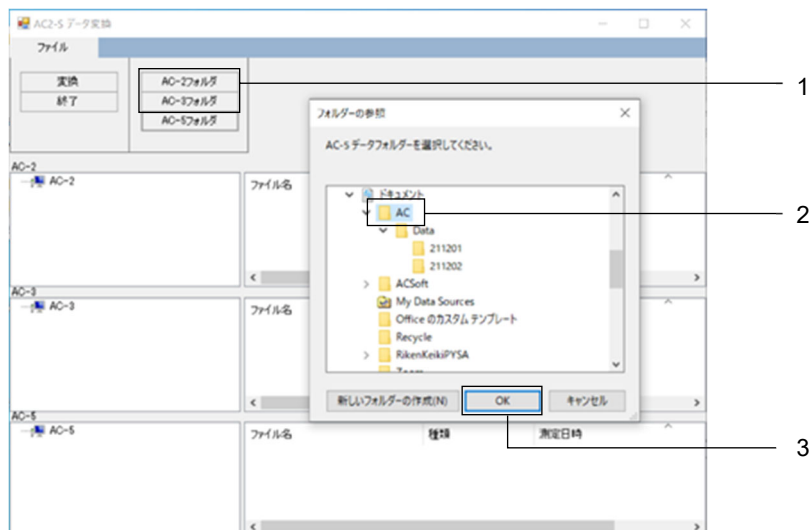 AC2-S データ変換
ファイル
変換
終了
AC-2フォルダ
AC-3フォルダ
AC-5フォルダ
1
フォルダーの参照
AC-5 データフォルダーを選択してください。
ドキュメント
AC
2
Data
211201
211202
ACSoft
My Data Sources
Office のカスタム テンプレート
Recycle
RikenKeikiPYSA
Zoom
新しいフォルダーの作成(N)
OK
キャンセル
3
AC-2
AC-2
ファイル名
AC-3
AC-3
ファイル名
AC-5
AC-5
ファイル名
種類
測定日時